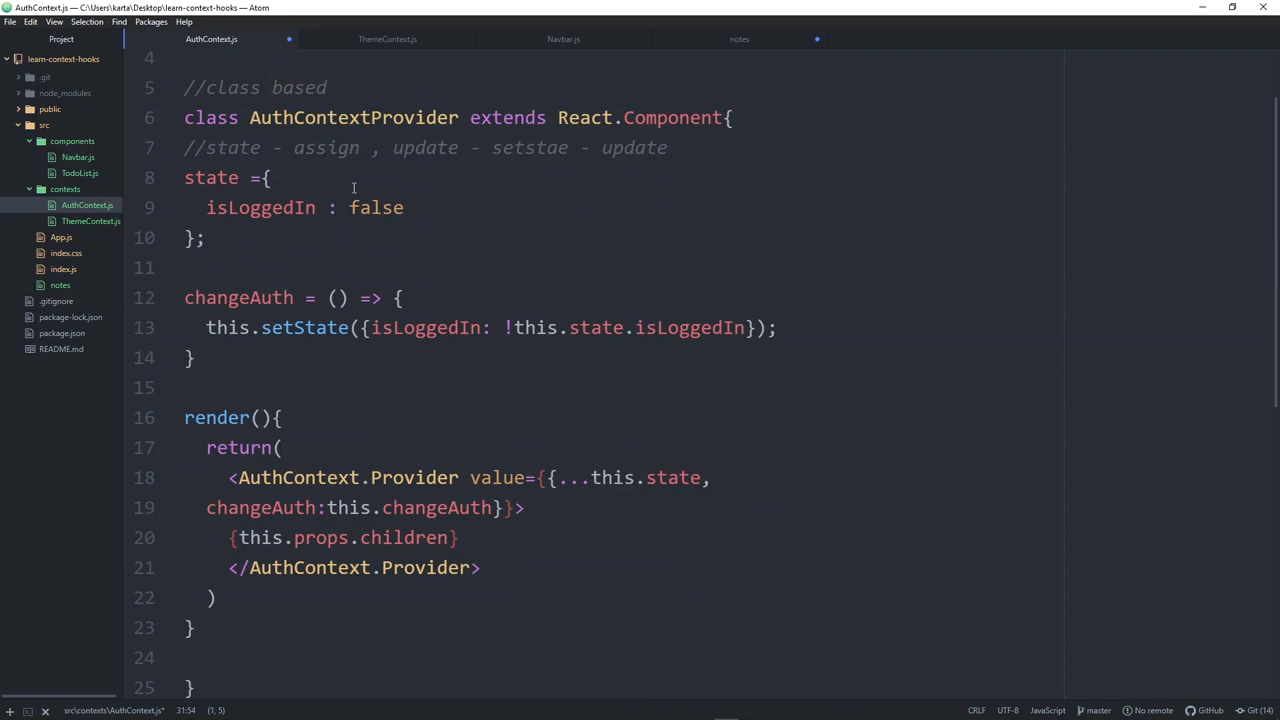 AuthContext.js — C:\Users\karta\Desktop\learn-context-hooks — Atom
File Edit View Selection Find Packages Help
Project
AuthContext.js
ThemeContext.js
Navbar.js
notes
learn-context-hooks
.git
node_modules
public
src
components
Navbar.js
TodoList.js
contexts
AuthContext.js
ThemeContext.js
App.js
index.css
index.js
notes
.gitignore
package-lock.json
package.json
README.md
4
5 //class based
6 class AuthContextProvider extends React.Component{
7 //state - assign , update - setstae - update
8 state ={
9 isLoggedIn : false
10 };
11
12 changeAuth = () => {
13 this.setState({isLoggedIn: !this.state.isLoggedIn});
14 }
15
16 render(){
17 return(
18 <AuthContext.Provider value={{...this.state,
19 changeAuth:this.changeAuth}}>
20 {this.props.children}
21 </AuthContext.Provider>
22 )
23 }
24
25 }
src\contexts\AuthContext.js* 31:54 (1, 5) CRLF UTF-8 JavaScript master No remote GitHub Git (14)